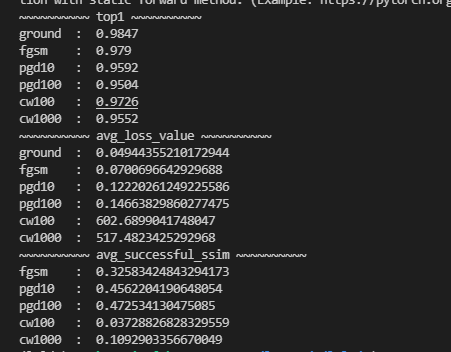 tion with static forward method. (Example: https://pytorch.org
~~~~~~~~~~ top1 ~~~~~~~~~~
ground : 0.9847
fgsm : 0.979
pgd10 : 0.9592
pgd100 : 0.9504
cw100 : 0.9726
cw1000 : 0.9552
~~~~~~~~~~ avg_loss_value ~~~~~~~~~~
ground : 0.04944355210172944
fgsm : 0.0700696642929688
pgd10 : 0.12220261249225586
pgd100 : 0.14663829860277475
cw100 : 602.6899041748047
cw1000 : 517.4823425292968
~~~~~~~~~~ avg_successful_ssim ~~~~~~~~~~
fgsm : 0.32583428843294173
pgd10 : 0.4562204190648054
pgd100 : 0.472534130475085
cw100 : 0.03728826828329559
cw1000 : 0.1092903356670049